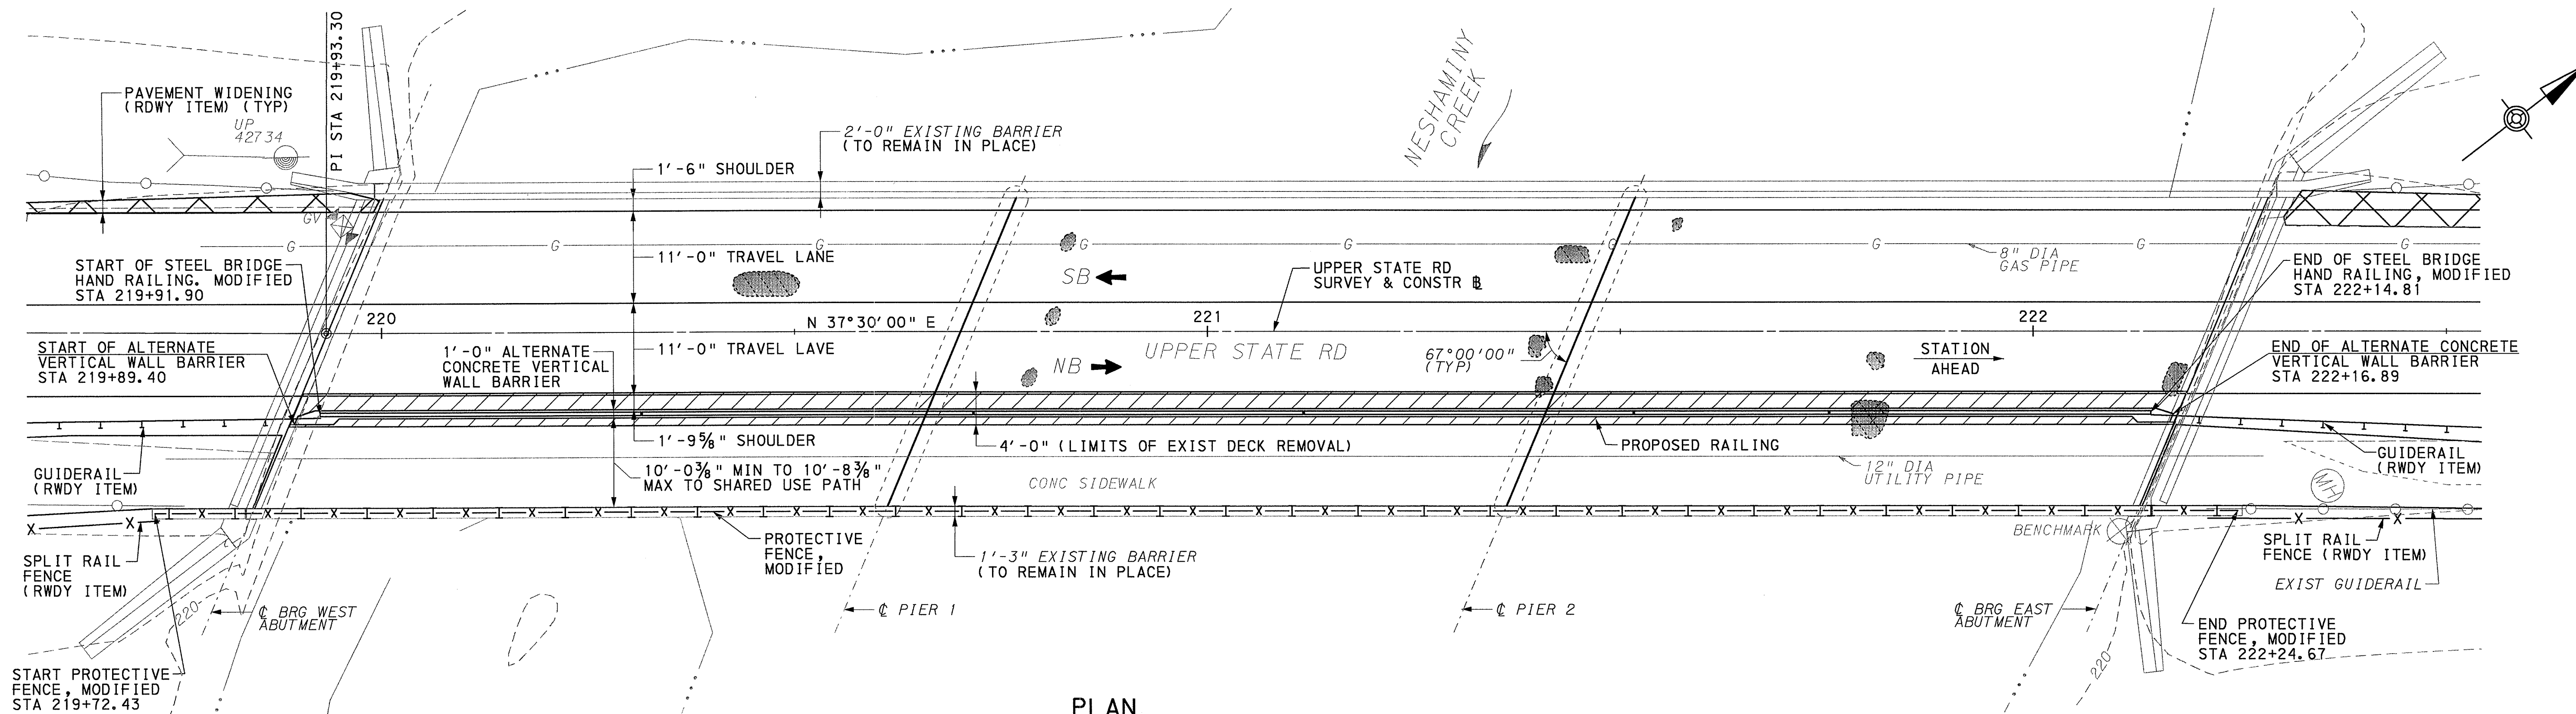 PI STA 219+93.30
PAVEMENT WIDENING
(RDWY ITEM) (TYP)
UP
42734
NESHAMINY
CREEK
2'-0" EXISTING BARRIER
(TO REMAIN IN PLACE)
1'-6" SHOULDER
GV
G
G
G
G
G
G
G
G
G
8" DIA
GAS PIPE
START OF STEEL BRIDGE
HAND RAILING. MODIFIED
STA 219+91.90
11'-0" TRAVEL LANE
SB
UPPER STATE RD
SURVEY & CONSTR ℄
END OF STEEL BRIDGE
HAND RAILING, MODIFIED
STA 222+14.81
220
N 37°30'00" E
221
222
START OF ALTERNATE
VERTICAL WALL BARRIER
STA 219+89.40
1'-0" ALTERNATE
CONCRETE VERTICAL
WALL BARRIER
11'-0" TRAVEL LAVE
NB
UPPER STATE RD
67°00'00"
(TYP)
STATION
AHEAD
END OF ALTERNATE CONCRETE
VERTICAL WALL BARRIER
STA 222+16.89
1'-9⅝" SHOULDER
4'-0" (LIMITS OF EXIST DECK REMOVAL)
PROPOSED RAILING
GUIDERAIL
(RWDY ITEM)
10'-0⅜" MIN TO 10'-8⅜"
MAX TO SHARED USE PATH
CONC SIDEWALK
12" DIA
UTILITY PIPE
GUIDERAIL
(RWDY ITEM)
MH
SPLIT RAIL
FENCE
(RWDY ITEM)
PROTECTIVE
FENCE,
MODIFIED
1'-3" EXISTING BARRIER
(TO REMAIN IN PLACE)
BENCHMARK
SPLIT RAIL
FENCE (RWDY ITEM)
EXIST GUIDERAIL
220
℄ BRG WEST
ABUTMENT
℄ PIER 1
℄ PIER 2
℄ BRG EAST
ABUTMENT
220
END PROTECTIVE
FENCE, MODIFIED
STA 222+24.67
START PROTECTIVE
FENCE, MODIFIED
STA 219+72.43
PLAN